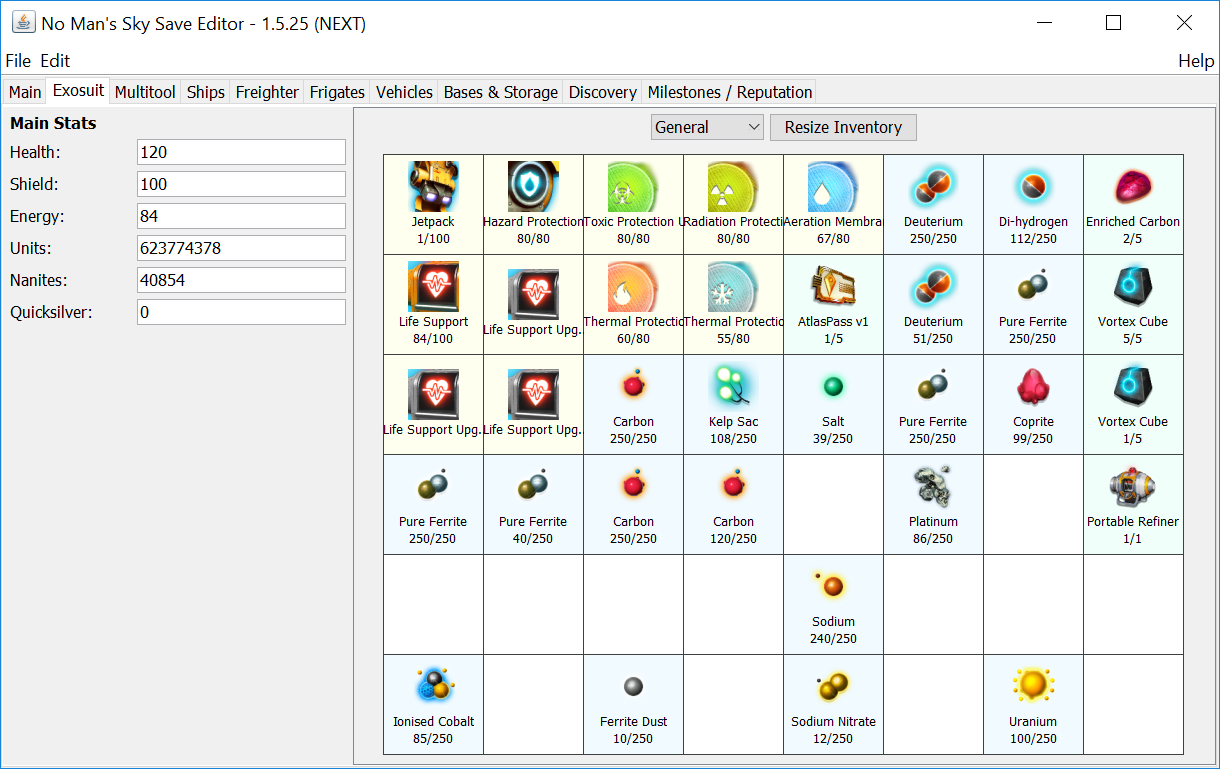 No Man's Sky Save Editor - 1.5.25 (NEXT)
File Edit Help
Main Exosuit Multitool Ships Freighter Frigates Vehicles Bases & Storage Discovery Milestones / Reputation
Main Stats
Health: 120
Shield: 100
Energy: 84
Units: 623774378
Nanites: 40854
Quicksilver: 0
General Resize Inventory
Jetpack Hazard Protection Toxic Protection U Radiation Protecti Aeration Membra Deuterium Di-hydrogen Enriched Carbon
1/100 80/80 80/80 80/80 67/80 250/250 112/250 2/5
Life Support Life Support Upg. Thermal Protectio Thermal Protectio AtlasPass v1 Deuterium Pure Ferrite Vortex Cube
84/100 60/80 55/80 1/5 51/250 250/250 5/5
Life Support Upg. Life Support Upg. Carbon Kelp Sac Salt Pure Ferrite Coprite Vortex Cube
250/250 108/250 39/250 250/250 99/250 1/5
Pure Ferrite Pure Ferrite Carbon Carbon Platinum Portable Refiner
250/250 40/250 250/250 120/250 86/250 1/1
Sodium
240/250
Ionised Cobalt Ferrite Dust Sodium Nitrate Uranium
85/250 10/250 12/250 100/250